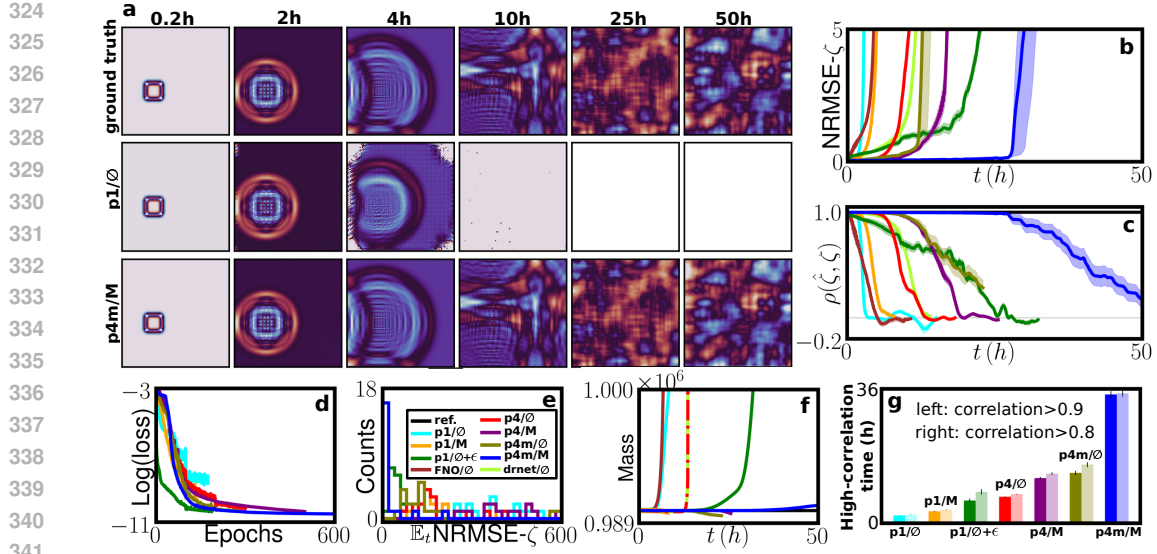 324
325
326
327
328
329
330
331
332
333
334
335
336
337
338
339
340
341
a
0.2h 2h 4h 10h 25h 50h
ground truth
p1/∅
p4m/M
b
NRMSE-ζ
5
0
0 t (h) 50
c
ρ(ζ̂, ζ)
1.0
−0.2
0 t (h) 50
d
Log(loss)
−3
−11
0 Epochs 600
e
Counts
18
0
0 𝔼ₜNRMSE-ζ 600
ref.
p1/∅
p1/M
p1/∅+ϵ
FNO/∅
p4/∅
p4/M
p4m/∅
p4m/M
drnet/∅
f
×10⁶
Mass
1.000
0.989
0 t (h) 50
g
High-correlation
time (h)
36
0
left: correlation>0.9
right: correlation>0.8
p1/∅
p1/M
p1/∅+ϵ
p4/∅
p4/M
p4m/∅
p4m/M